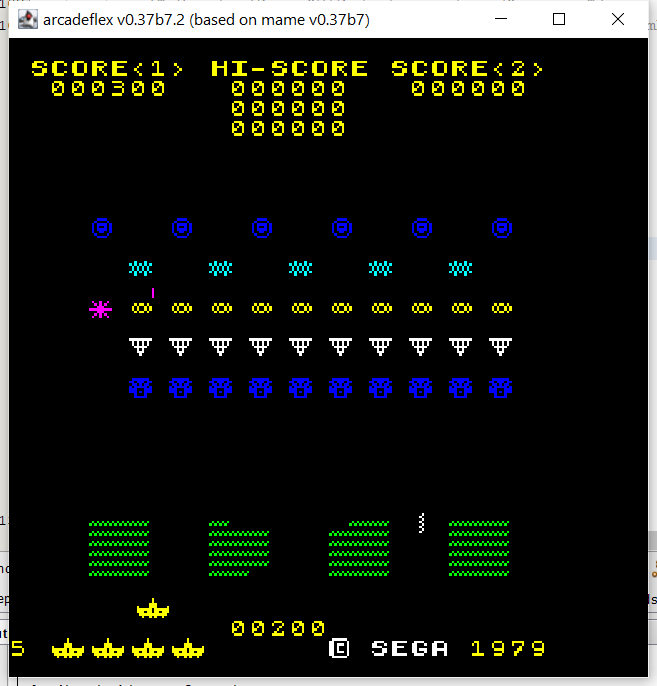 arcadeflex v0.37b7.2 (based on mame v0.37b7)
SCORE<1> HI-SCORE SCORE<2>
000300 000000 000000
000000
000000
00200
5 © SEGA 1979